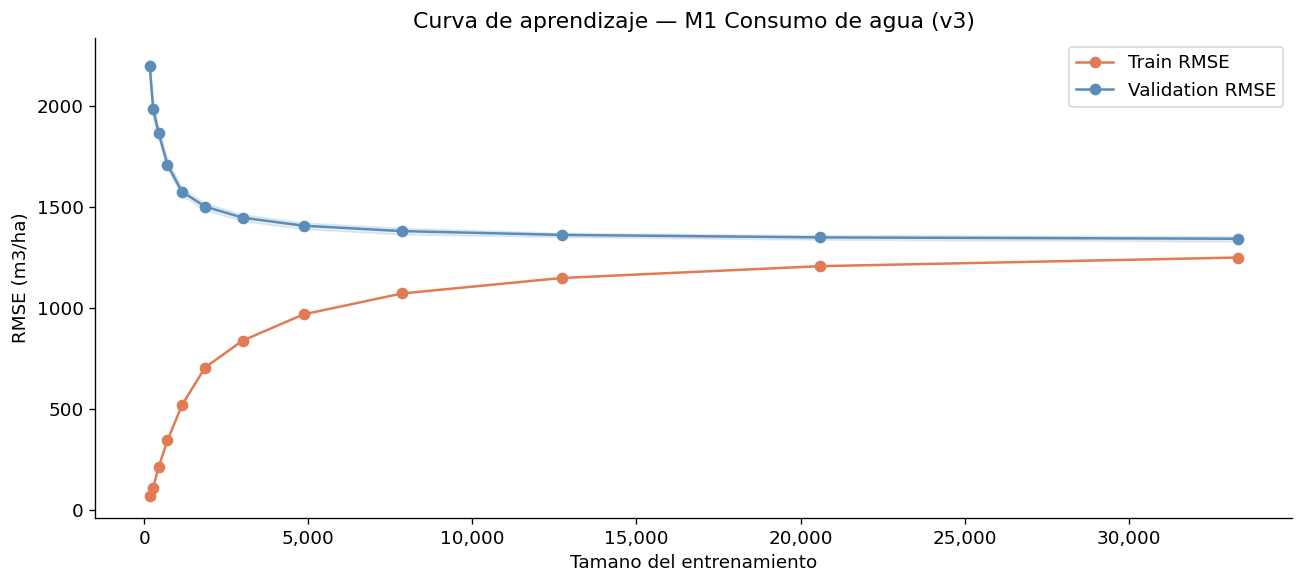 Curva de aprendizaje — M1 Consumo de agua (v3)
Train RMSE
Validation RMSE
RMSE (m3/ha)
2000
1500
1000
500
0
0 5,000 10,000 15,000 20,000 25,000 30,000
Tamano del entrenamiento